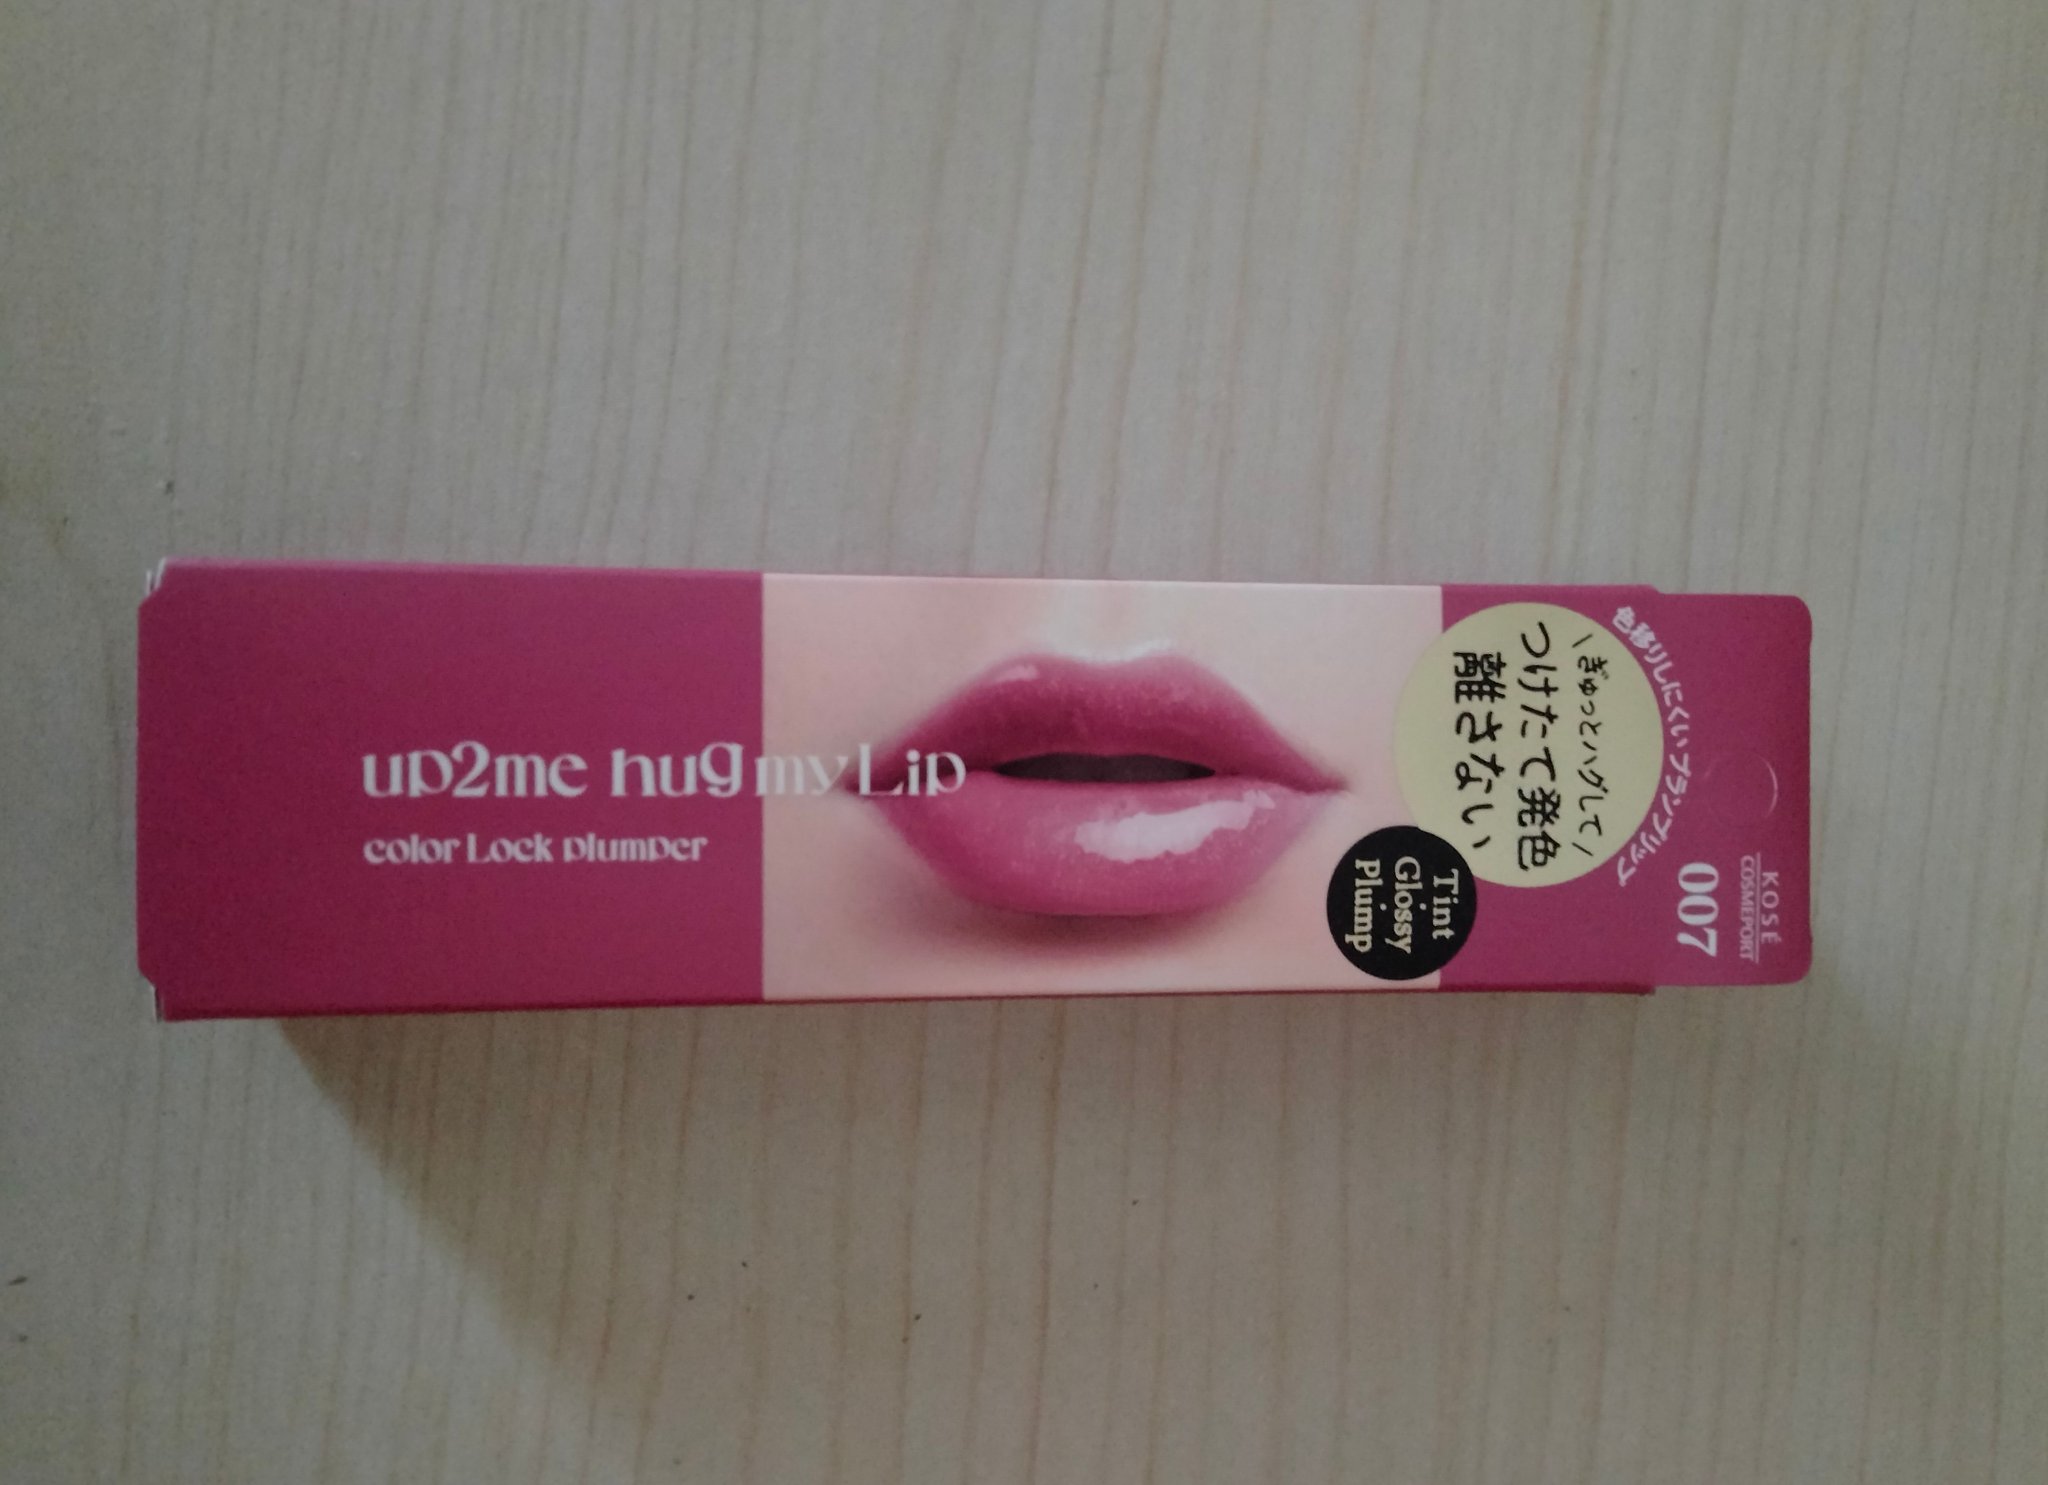 KOSÉ
COSMEPORT
007
色移りしにくいプランプリップ
\ ぎゅっとハグして /
つけたて発色
離さない
Tint
Glossy
Plump
up2me hug my Lip
color Lock plumper